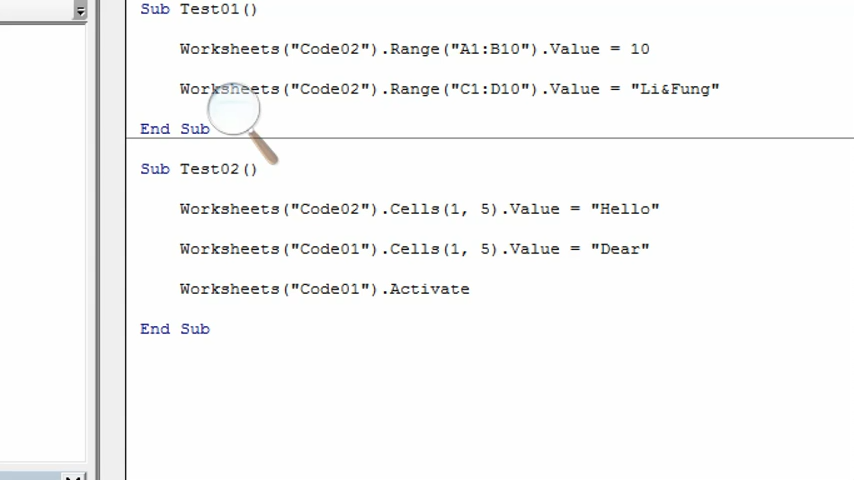 Sub Test01()
Worksheets("Code02").Range("A1:B10").Value = 10
Worksheets("Code02").Range("C1:D10").Value = "Li&Fung"
End Sub
Sub Test02()
Worksheets("Code02").Cells(1, 5).Value = "Hello"
Worksheets("Code01").Cells(1, 5).Value = "Dear"
Worksheets("Code01").Activate
End Sub